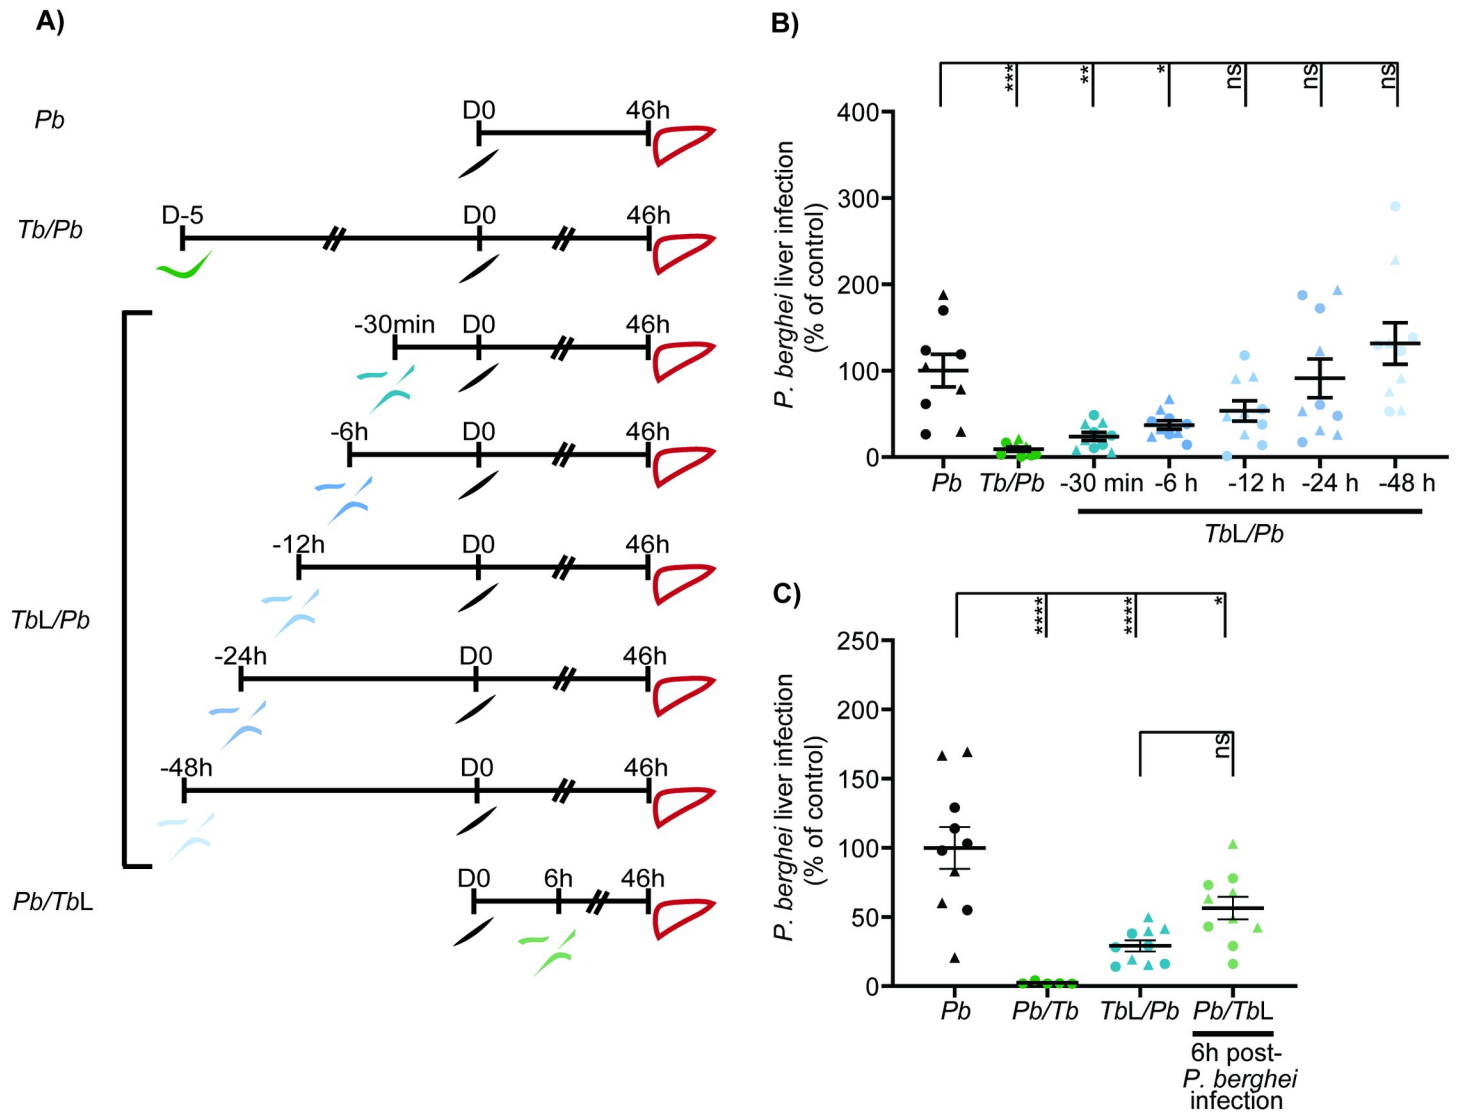 A)
Pb
D0
46h
Tb/Pb
D-5
D0
46h
-30min
D0
46h
-6h
D0
46h
-12h
D0
46h
TbL/Pb
-24h
D0
46h
-48h
D0
46h
Pb/TbL
D0
6h
46h
B)
***
**
*
ns
ns
ns
P. berghei liver infection
(% of control)
400
300
200
100
0
Pb
Tb/Pb
-30 min
-6 h
-12 h
-24 h
-48 h
TbL/Pb
C)
****
****
*
ns
P. berghei liver infection
(% of control)
250
200
150
100
50
0
Pb
Pb/Tb
TbL/Pb
Pb/TbL
6h post-
P. berghei
infection